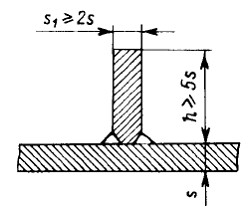 s₁ ≥ 2s
h ≥ 5s
s